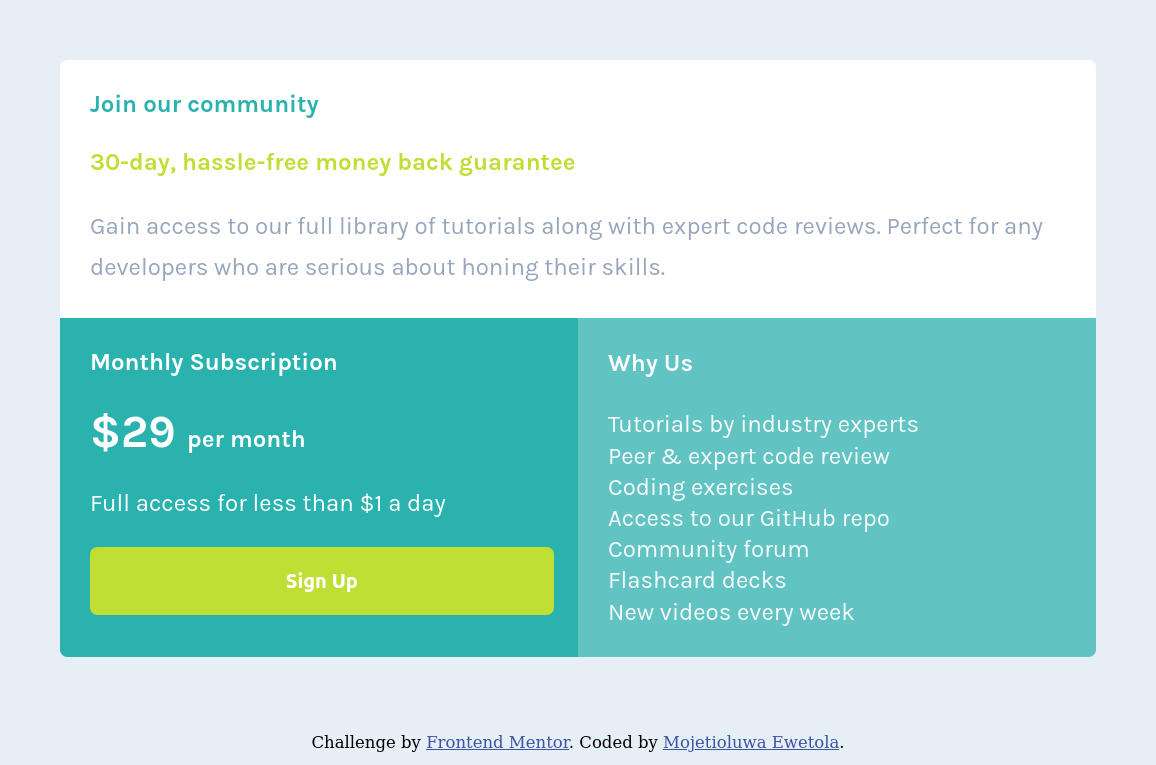 Join our community
30-day, hassle-free money back guarantee
Gain access to our full library of tutorials along with expert code reviews. Perfect for any
developers who are serious about honing their skills.
Monthly Subscription
$29 per month
Full access for less than $1 a day
Sign Up
Why Us
Tutorials by industry experts
Peer & expert code review
Coding exercises
Access to our GitHub repo
Community forum
Flashcard decks
New videos every week
Challenge by Frontend Mentor. Coded by Mojetioluwa Ewetola.